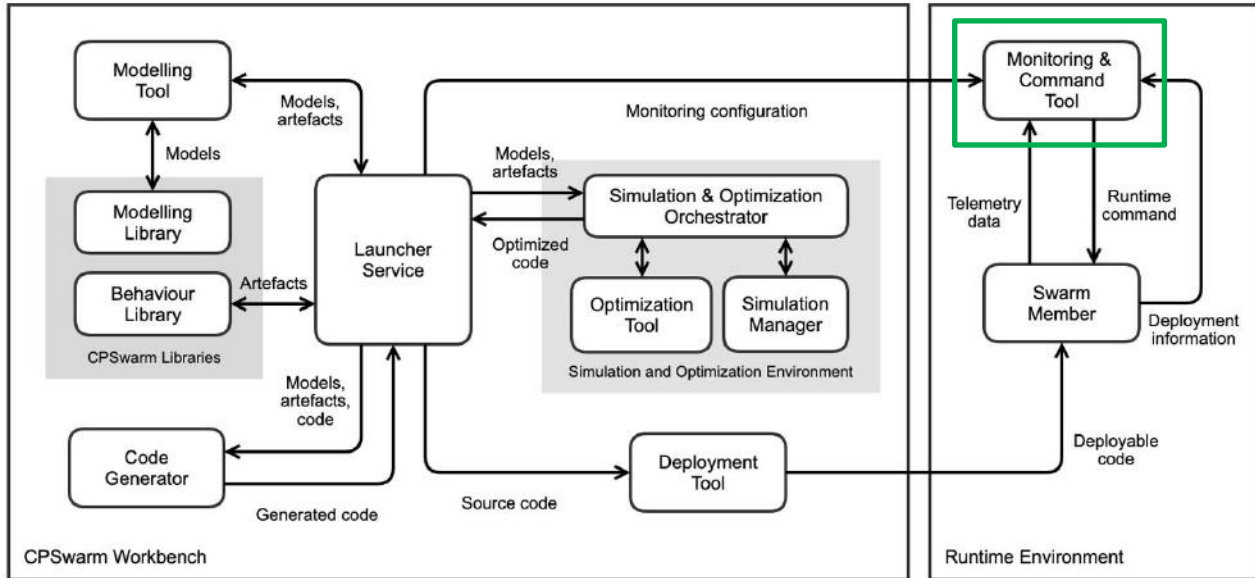 Modelling
Tool
Models,
artefacts
Models
Modelling
Library
Behaviour
Library
CPSwarm Libraries
Artefacts
Launcher
Service
Models,
artefacts
Optimized
code
Monitoring configuration
Simulation & Optimization
Orchestrator
Optimization
Tool
Simulation
Manager
Simulation and Optimization Environment
Models,
artefacts,
code
Code
Generator
Generated code
Source code
Deployment
Tool
CPSwarm Workbench
Monitoring &
Command
Tool
Telemetry
data
Runtime
command
Swarm
Member
Deployment
information
Deployable
code
Runtime Environment